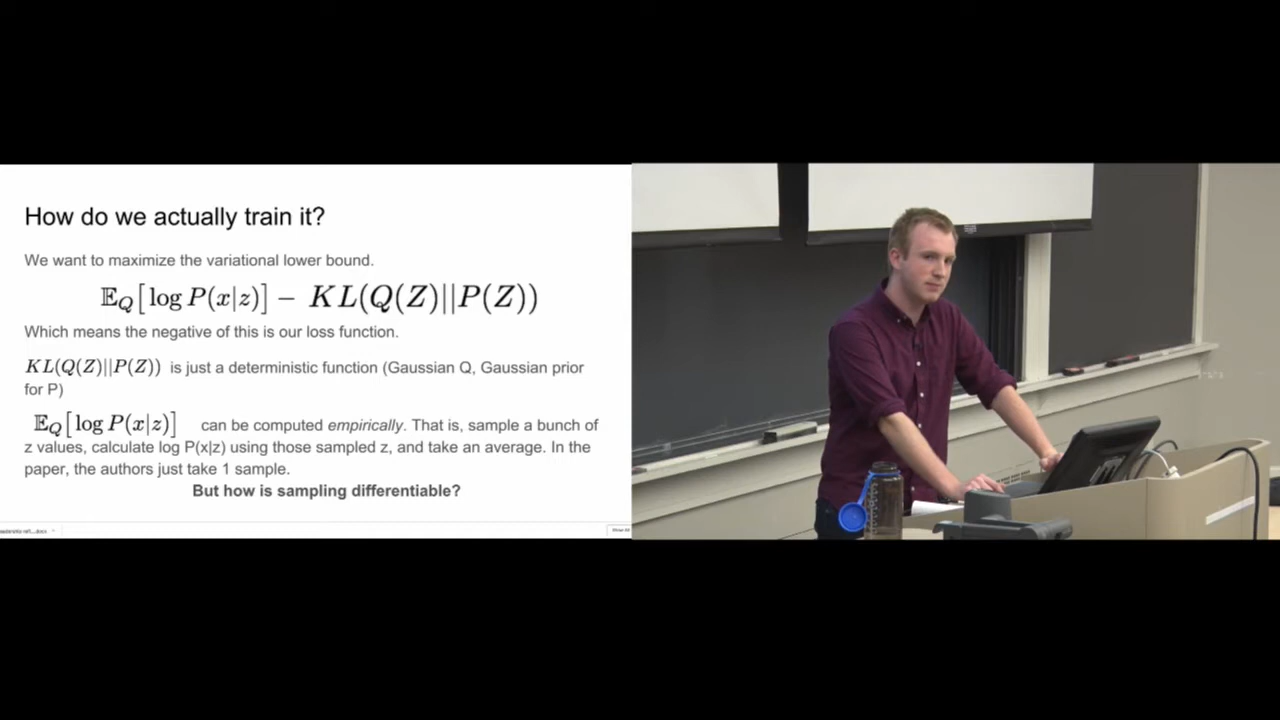 How do we actually train it?
We want to maximize the variational lower bound.
𝔼_Q[log P(x|z)] − KL(Q(Z)||P(Z))
Which means the negative of this is our loss function.
KL(Q(Z)||P(Z)) is just a deterministic function (Gaussian Q, Gaussian prior
for P)
𝔼_Q[log P(x|z)] can be computed empirically. That is, sample a bunch of
z values, calculate log P(x|z) using those sampled z, and take an average. In the
paper, the authors just take 1 sample.
But how is sampling differentiable?